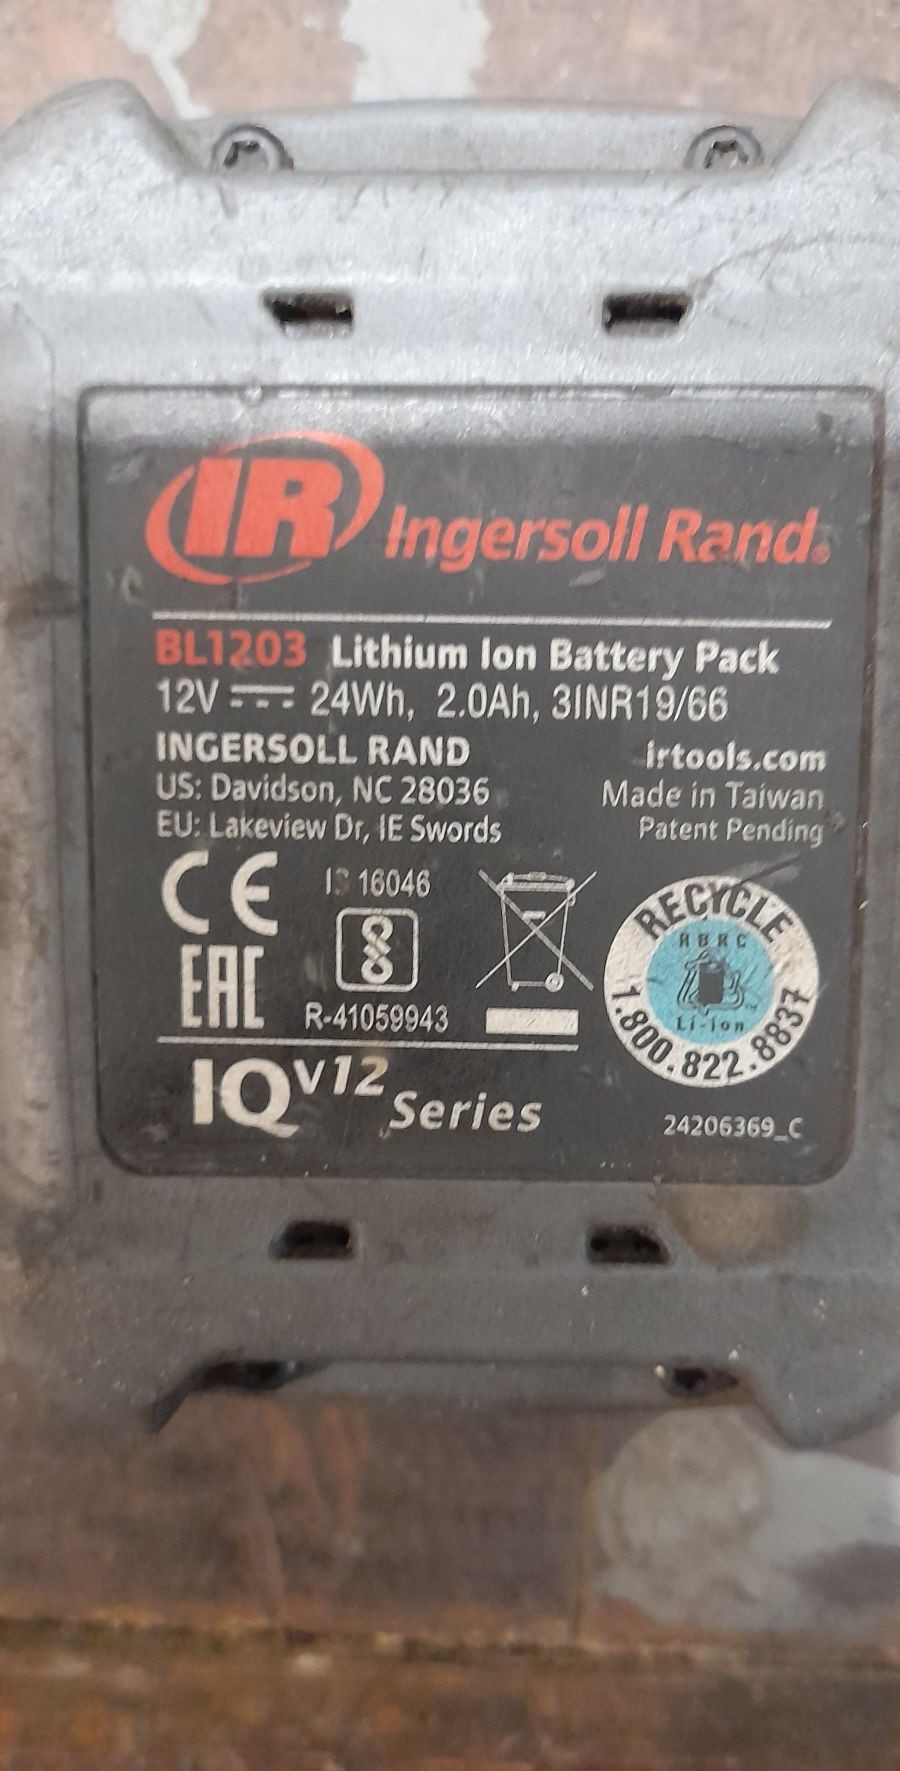 IR Ingersoll Rand®
BL1203 Lithium Ion Battery Pack
12V 24Wh, 2.0Ah, 3INR19/66
INGERSOLL RAND
irtools.com
US: Davidson, NC 28036
Made in Taiwan
EU: Lakeview Dr, IE Swords
Patent Pending
CE
IS 16046
EAC
R-41059943
RECYCLE
RBRC
Li-Ion
1.800.822.8837
IQV12 Series
24206369_C